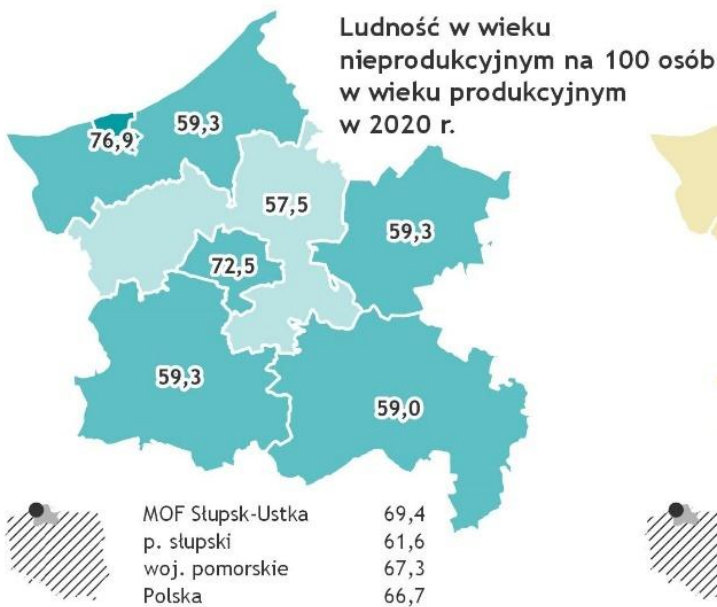 Ludność w wieku
nieprodukcyjnym na 100 osób
w wieku produkcyjnym
w 2020 r.
76,9
59,3
57,5
59,3
72,5
59,3
59,0
MOF Słupsk-Ustka 69,4
p. słupski 61,6
woj. pomorskie 67,3
Polska 66,7